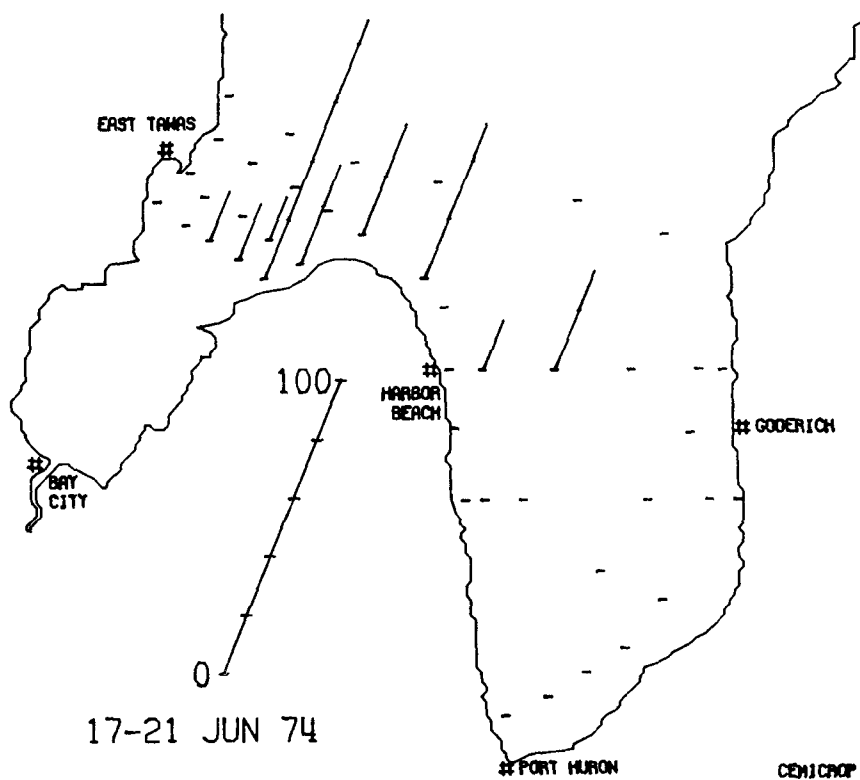 EAST TAWAS
#
100
#
HARBOR
BEACH
# GODERICH
#
BAY
CITY
0
17-21 JUN 74
# PORT HURON
CEMICROP